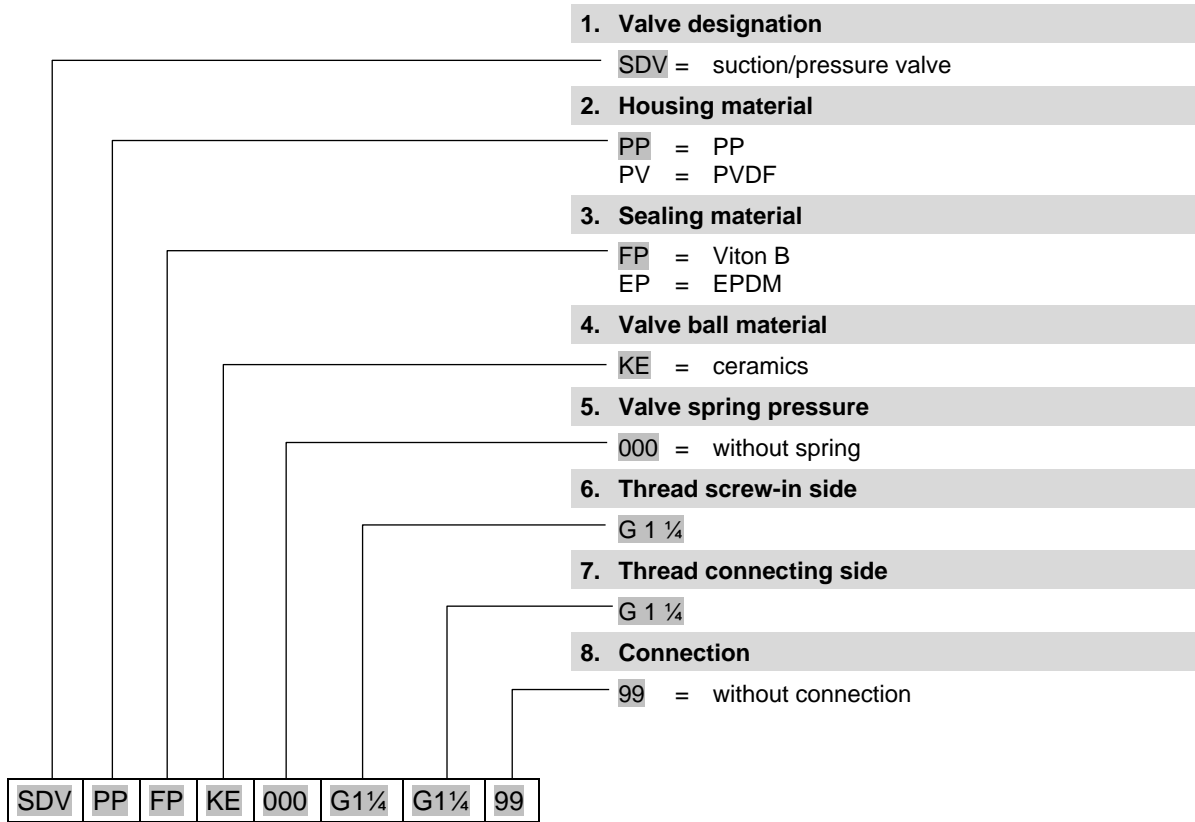 1. Valve designation
SDV = suction/pressure valve
2. Housing material
PP = PP
PV = PVDF
3. Sealing material
FP = Viton B
EP = EPDM
4. Valve ball material
KE = ceramics
5. Valve spring pressure
000 = without spring
6. Thread screw-in side
G 1 ¼
7. Thread connecting side
G 1 ¼
8. Connection
99 = without connection
SDV PP FP KE 000 G1¼ G1¼ 99